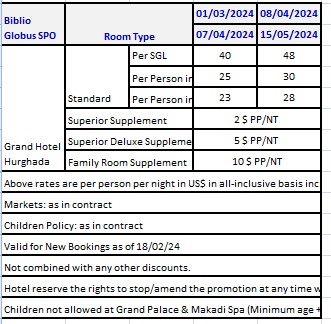 Biblio 01/03/2024 08/04/2024
Globus SPO Room Type 07/04/2024 15/05/2024
Per SGL 40 48
Per Person in 25 30
Standard Per Person in 23 28
Superior Supplement 2 $ PP/NT
Grand Hotel Superior Deluxe Suppleme 5 $ PP/NT
Hurghada Family Room Supplement 10 $ PP/NT
Above rates are per person per night in US$ in all-inclusive basis inc
Markets: as in contract
Children Policy: as in contract
Valid for New Bookings as of 18/02/24
Not combined with any other discounts.
Hotel reserve the rights to stop/amend the promotion at any time w
Children not allowed at Grand Palace & Makadi Spa (Minimum age +